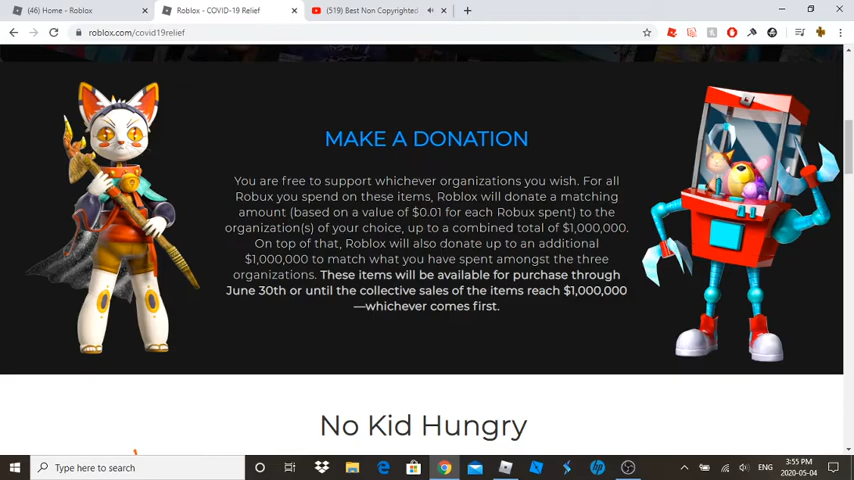 (46) Home - Roblox
Roblox - COVID-19 Relief
(519) Best Non Copyrighted
roblox.com/covid19relief
MAKE A DONATION
You are free to support whichever organizations you wish. For all
Robux you spend on these items, Roblox will donate a matching
amount (based on a value of $0.01 for each Robux spent) to the
organization(s) of your choice, up to a combined total of $1,000,000.
On top of that, Roblox will also donate up to an additional
$1,000,000 to match what you have spent amongst the three
organizations. These items will be available for purchase through
June 30th or until the collective sales of the items reach $1,000,000
—whichever comes first.
No Kid Hungry
Type here to search
ENG
3:55 PM
2020-05-04